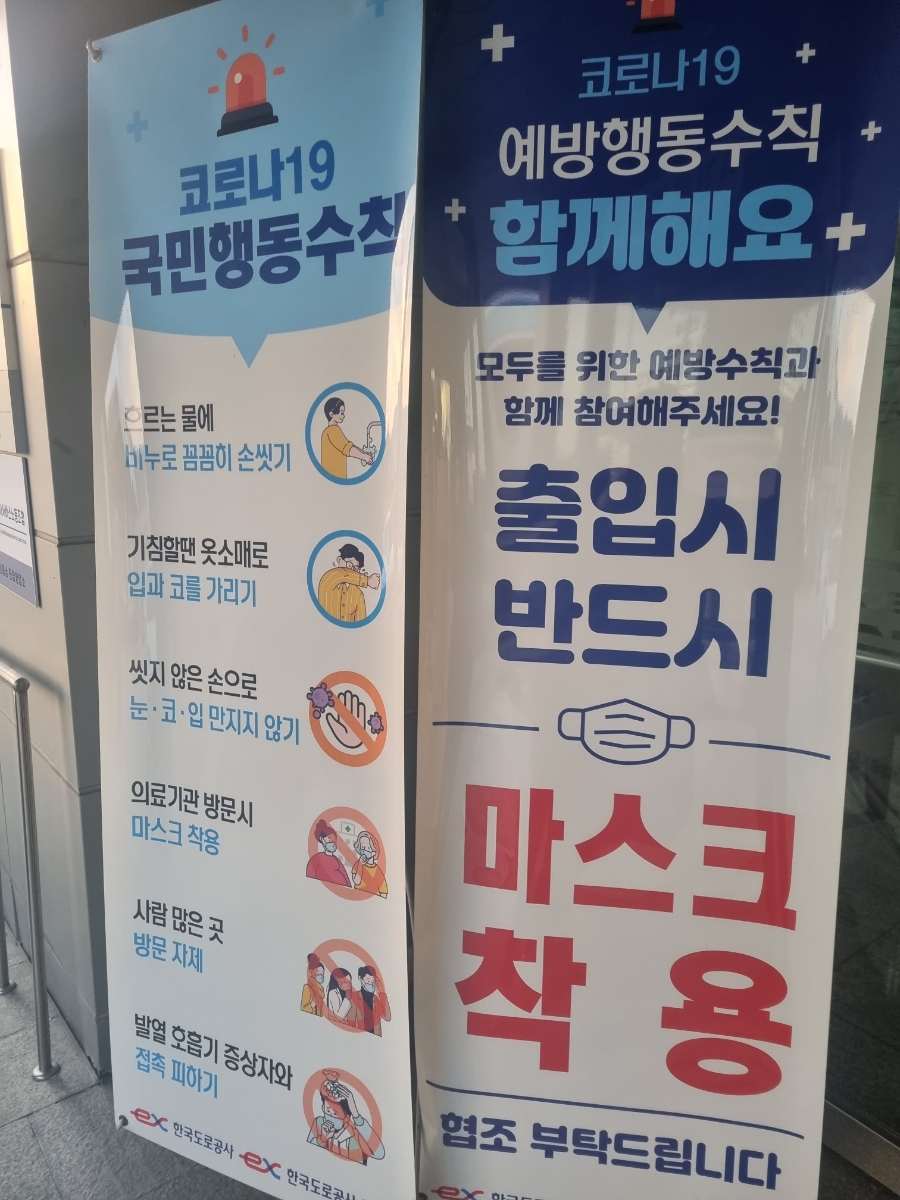 코로나19
국민행동수칙
흐르는 물에
비누로 꼼꼼히 손씻기
기침할땐 옷소매로
입과 코를 가리기
씻지 않은 손으로
눈·코·입 만지지 않기
의료기관 방문시
마스크 착용
사람 많은 곳
방문 자제
발열 호흡기 증상자와
접촉 피하기
ex 한국도로공사 ex 한국도로공사
코로나19
예방행동수칙
함께해요
모두를 위한 예방수칙과
함께 참여해주세요!
출입시
반드시
마스크
착용
협조 부탁드립니다
ex 한국도